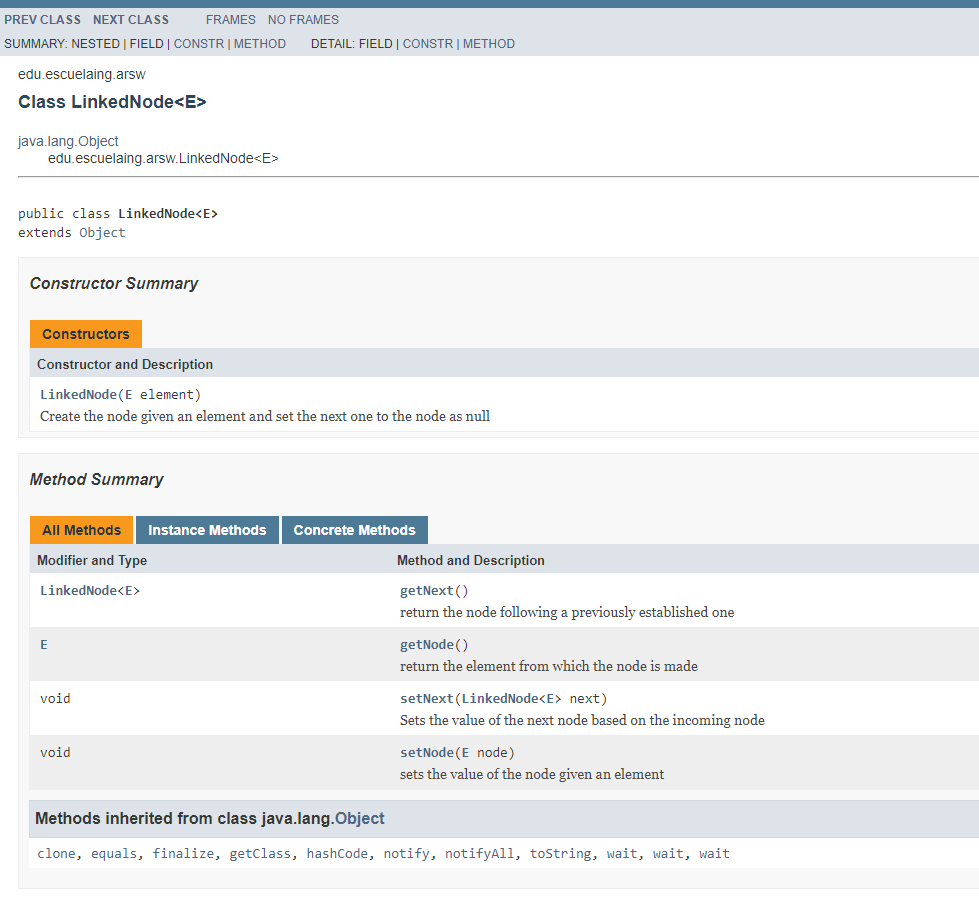 PREV CLASS NEXT CLASS FRAMES NO FRAMES
SUMMARY: NESTED | FIELD | CONSTR | METHOD DETAIL: FIELD | CONSTR | METHOD
edu.escuelaing.arsw
Class LinkedNode<E>
java.lang.Object
edu.escuelaing.arsw.LinkedNode<E>
public class LinkedNode<E>
extends Object
Constructor Summary
Constructors
Constructor and Description
LinkedNode(E element)
Create the node given an element and set the next one to the node as null
Method Summary
All Methods Instance Methods Concrete Methods
Modifier and Type Method and Description
LinkedNode<E> getNext()
return the node following a previously established one
E getNode()
return the element from which the node is made
void setNext(LinkedNode<E> next)
Sets the value of the next node based on the incoming node
void setNode(E node)
sets the value of the node given an element
Methods inherited from class java.lang.Object
clone, equals, finalize, getClass, hashCode, notify, notifyAll, toString, wait, wait, wait